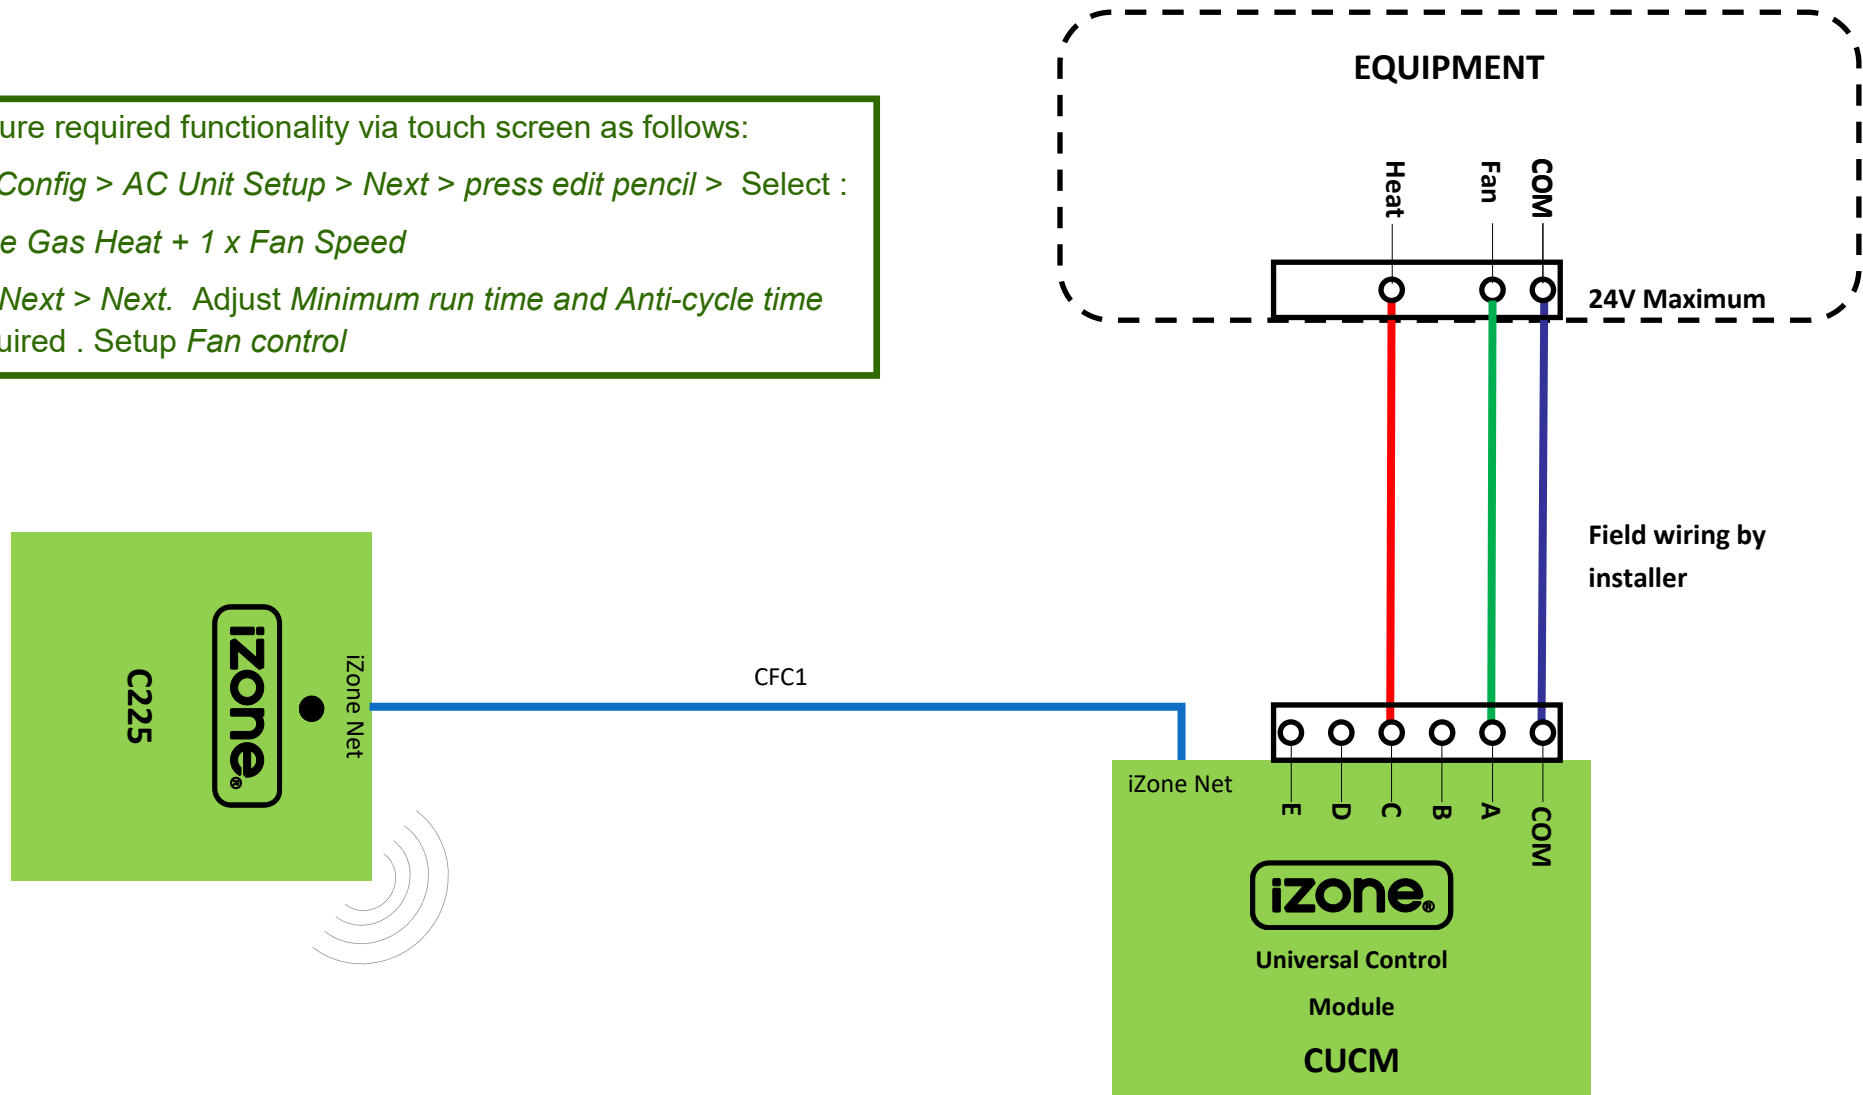 ure required functionality via touch screen as follows:
Config > AC Unit Setup > Next > press edit pencil > Select :
e Gas Heat + 1 x Fan Speed
Next > Next. Adjust Minimum run time and Anti-cycle time
uired . Setup Fan control
EQUIPMENT
Heat
Fan
COM
24V Maximum
Field wiring by
installer
C225
izone®
iZone Net
CFC1
iZone Net
E
D
C
B
A
COM
izone®
Universal Control
Module
CUCM